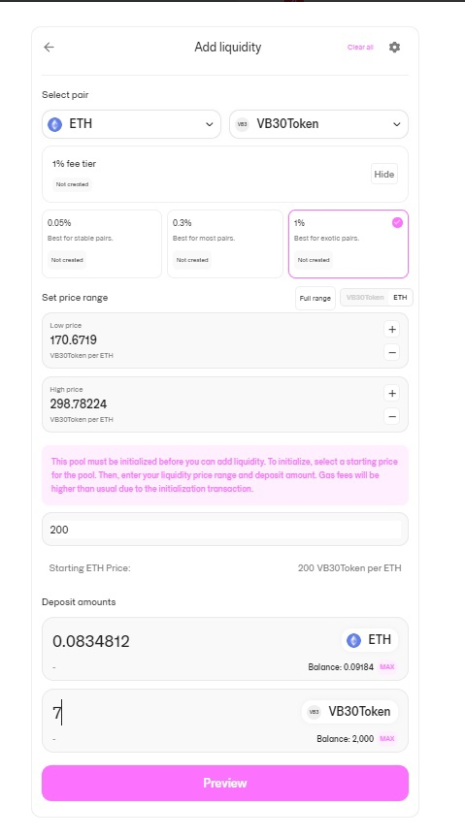 Add liquidity
Clear all
Select pair
ETH
VB3 VB30Token
1% fee tier
Not created
Hide
0.05%
Best for stable pairs.
Not created
0.3%
Best for most pairs.
Not created
1%
Best for exotic pairs.
Not created
Set price range
Full range
VB30Token ETH
Low price
170.6719
VB30Token per ETH
+
−
High price
298.78224
VB30Token per ETH
+
−
This pool must be initialized before you can add liquidity. To initialize, select a starting price
for the pool. Then, enter your liquidity price range and deposit amount. Gas fees will be
higher than usual due to the initialization transaction.
200
Starting ETH Price: 200 VB30Token per ETH
Deposit amounts
0.0834812 ETH
- Balance: 0.09184 MAX
7 VB3 VB30Token
- Balance: 2,000 MAX
Preview